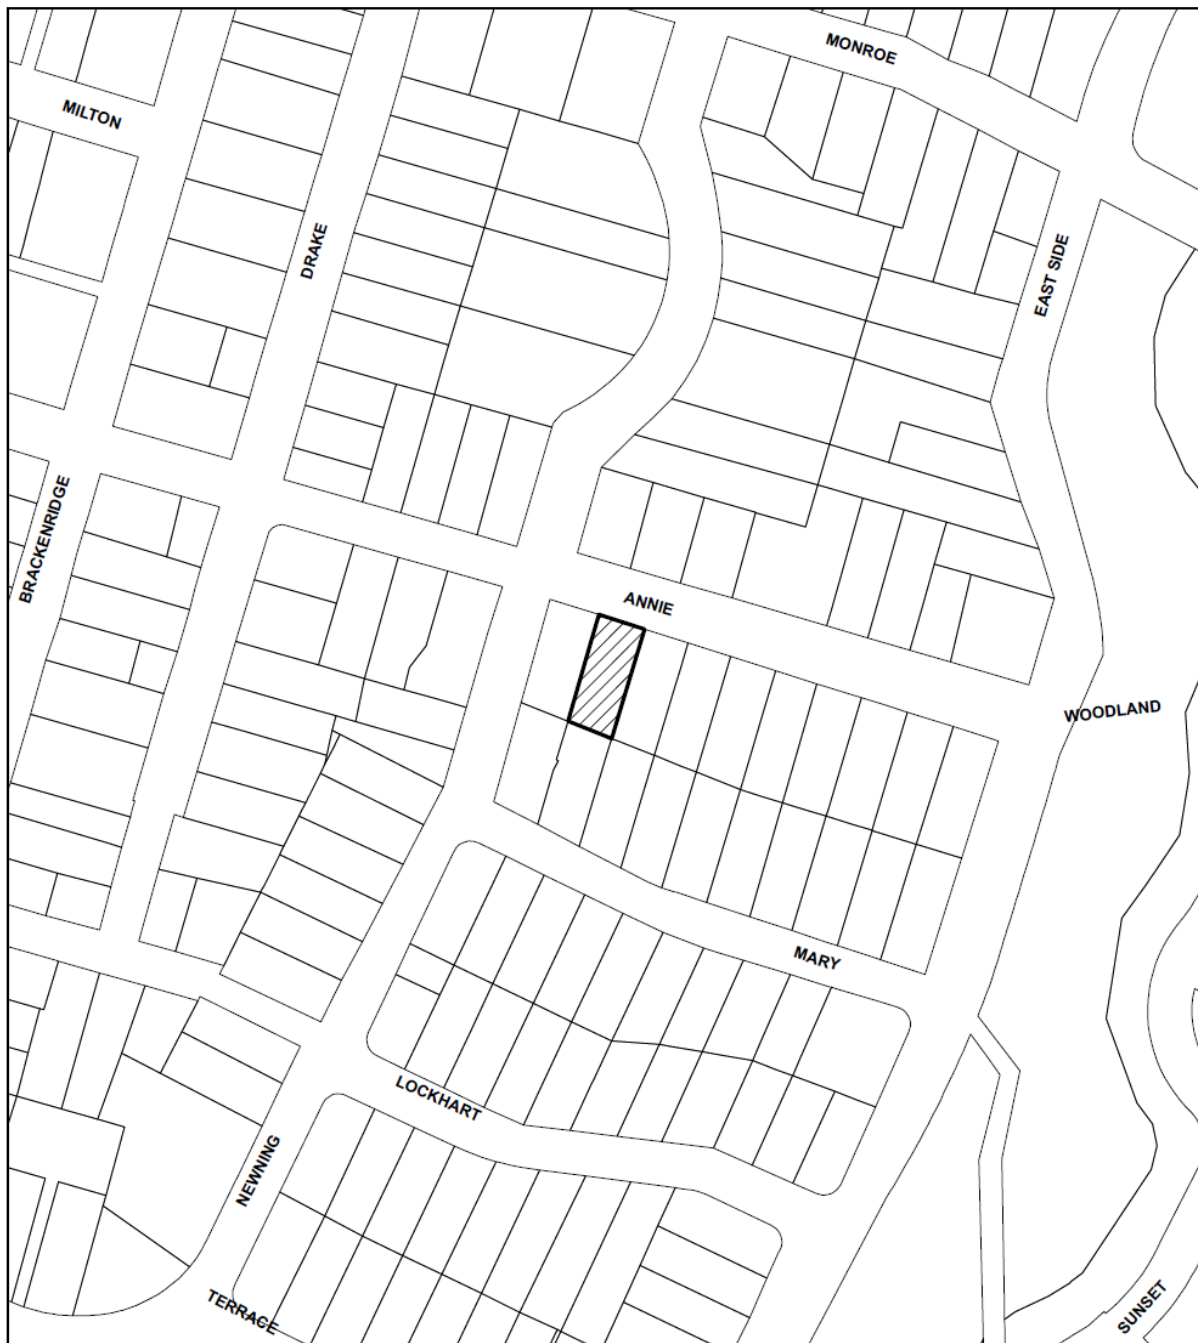 MONROE
MILTON
DRAKE
EAST SIDE
BRACKENRIDGE
ANNIE
WOODLAND
MARY
LOCKHART
NEWNING
TERRACE
SUNSET